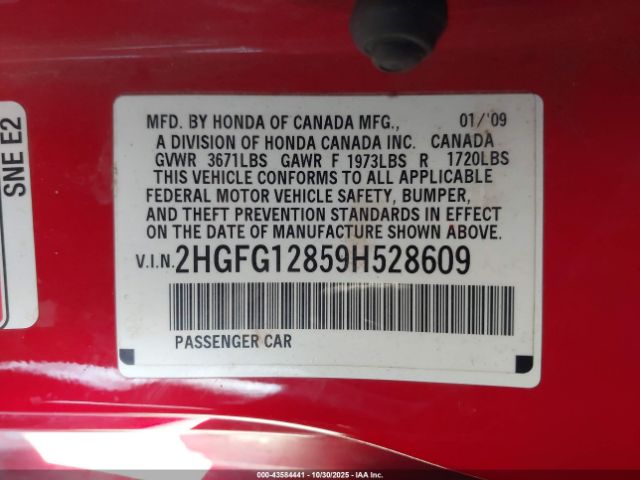 MFD. BY HONDA OF CANADA MFG., 01/'09
A DIVISION OF HONDA CANADA INC. CANADA
GVWR 3671LBS GAWR F 1973LBS R 1720LBS
THIS VEHICLE CONFORMS TO ALL APPLICABLE
FEDERAL MOTOR VEHICLE SAFETY, BUMPER,
AND THEFT PREVENTION STANDARDS IN EFFECT
ON THE DATE OF MANUFACTURE SHOWN ABOVE.
V.I.N. 2HGFG12859H528609
PASSENGER CAR
SNE E2
000-43584441 - 10/30/2025 - IAA Inc.